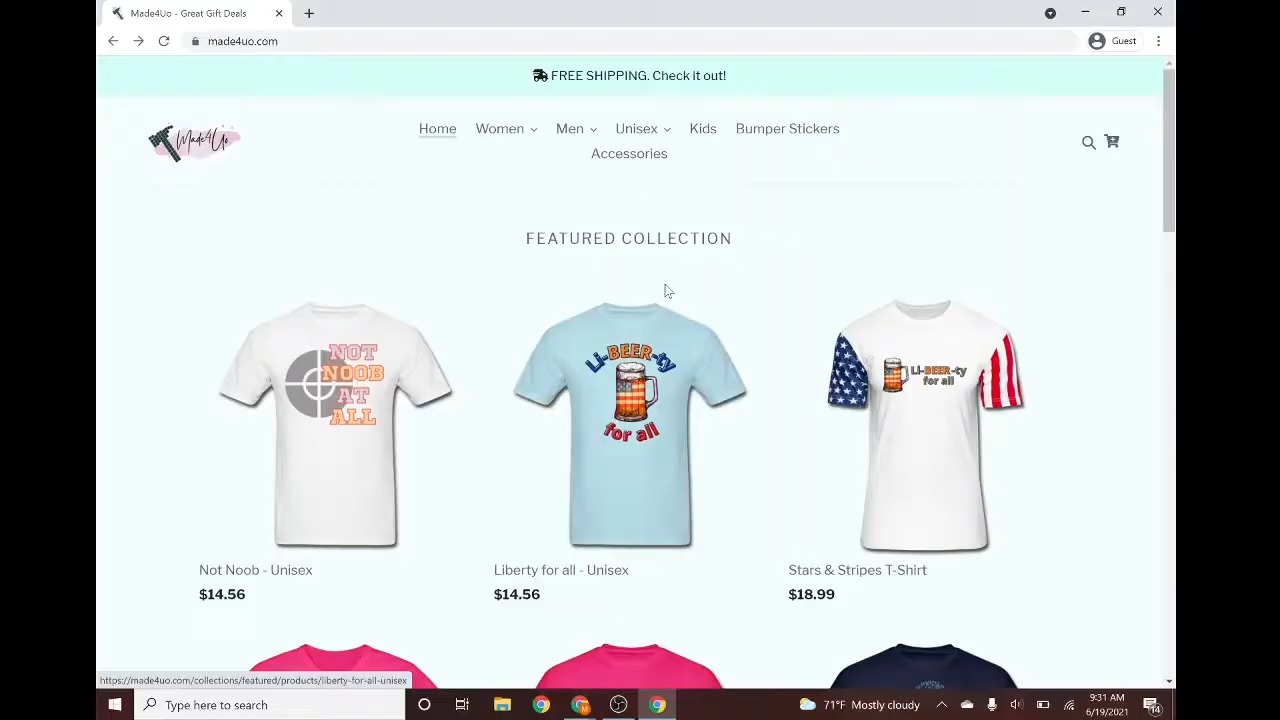 Made4Uo - Great Gift Deals
made4uo.com
Guest
FREE SHIPPING. Check it out!
Made4Uo
Home Women Men Unisex Kids Bumper Stickers
Accessories
FEATURED COLLECTION
NOT
NOOB
AT
ALL
Li-BEER-ty
for all
Li-BEER-ty
for all
Not Noob - Unisex
$14.56
Liberty for all - Unisex
$14.56
Stars & Stripes T-Shirt
$18.99
https://made4uo.com/collections/featured/products/liberty-for-all-unisex
Type here to search
71°F Mostly cloudy
9:31 AM
6/19/2021
14